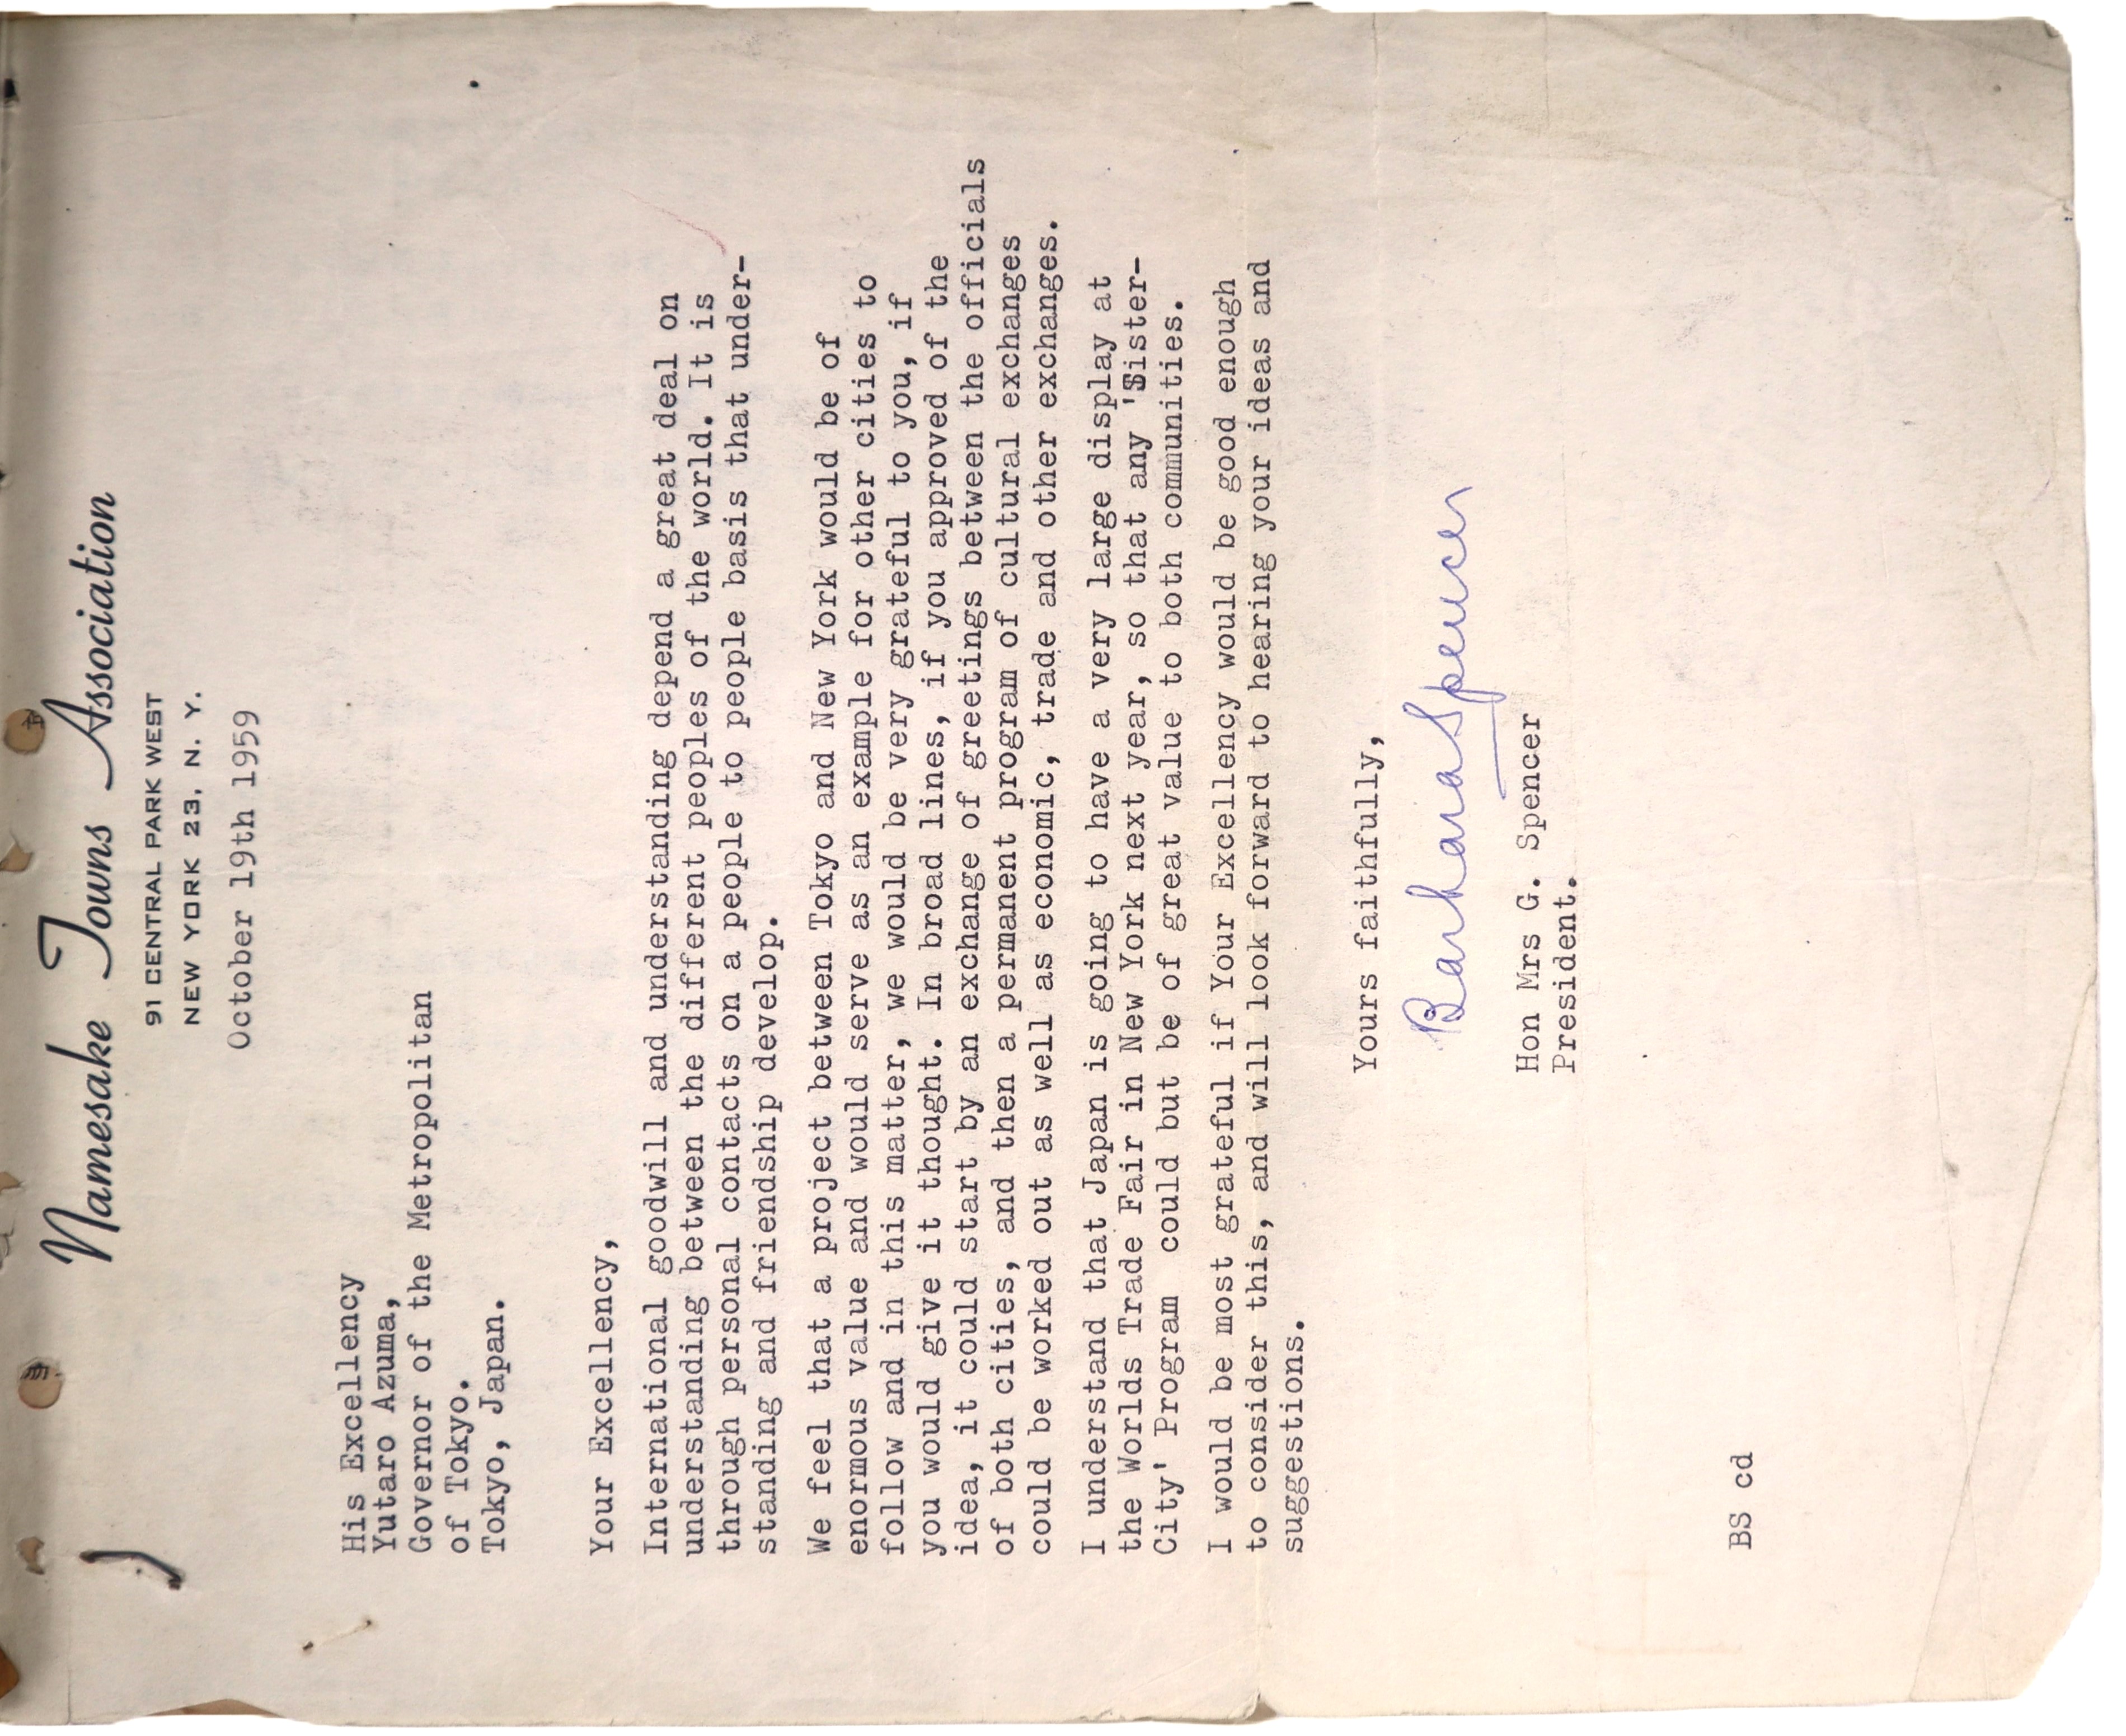 Namesake Towns Association
91 CENTRAL PARK WEST
NEW YORK 23, N. Y.
October 19th 1959
His Excellency
Yutaro Azuma,
Governor of the Metropolitan
of Tokyo.
Tokyo, Japan.
Your Excellency,
International goodwill and understanding depend a great deal on
understanding between the different peoples of the world. It is
through personal contacts on a people to people basis that under-
standing and friendship develop.
We feel that a project between Tokyo and New York would be of
enormous value and would serve as an example for other cities to
follow and in this matter, we would be very grateful to you, if
you would give it thought. In broad lines, if you approved of the
idea, it could start by an exchange of greetings between the officials
of both cities, and then a permanent program of cultural exchanges
could be worked out as well as economic, trade and other exchanges.
I understand that Japan is going to have a very large display at
the Worlds Trade Fair in New York next year, so that any 'Sister-
City' Program could but be of great value to both communities.
I would be most grateful if Your Excellency would be good enough
to consider this, and will look forward to hearing your ideas and
suggestions.
Yours faithfully,
Barbara Spencer
Hon Mrs G. Spencer
President.
BS cd